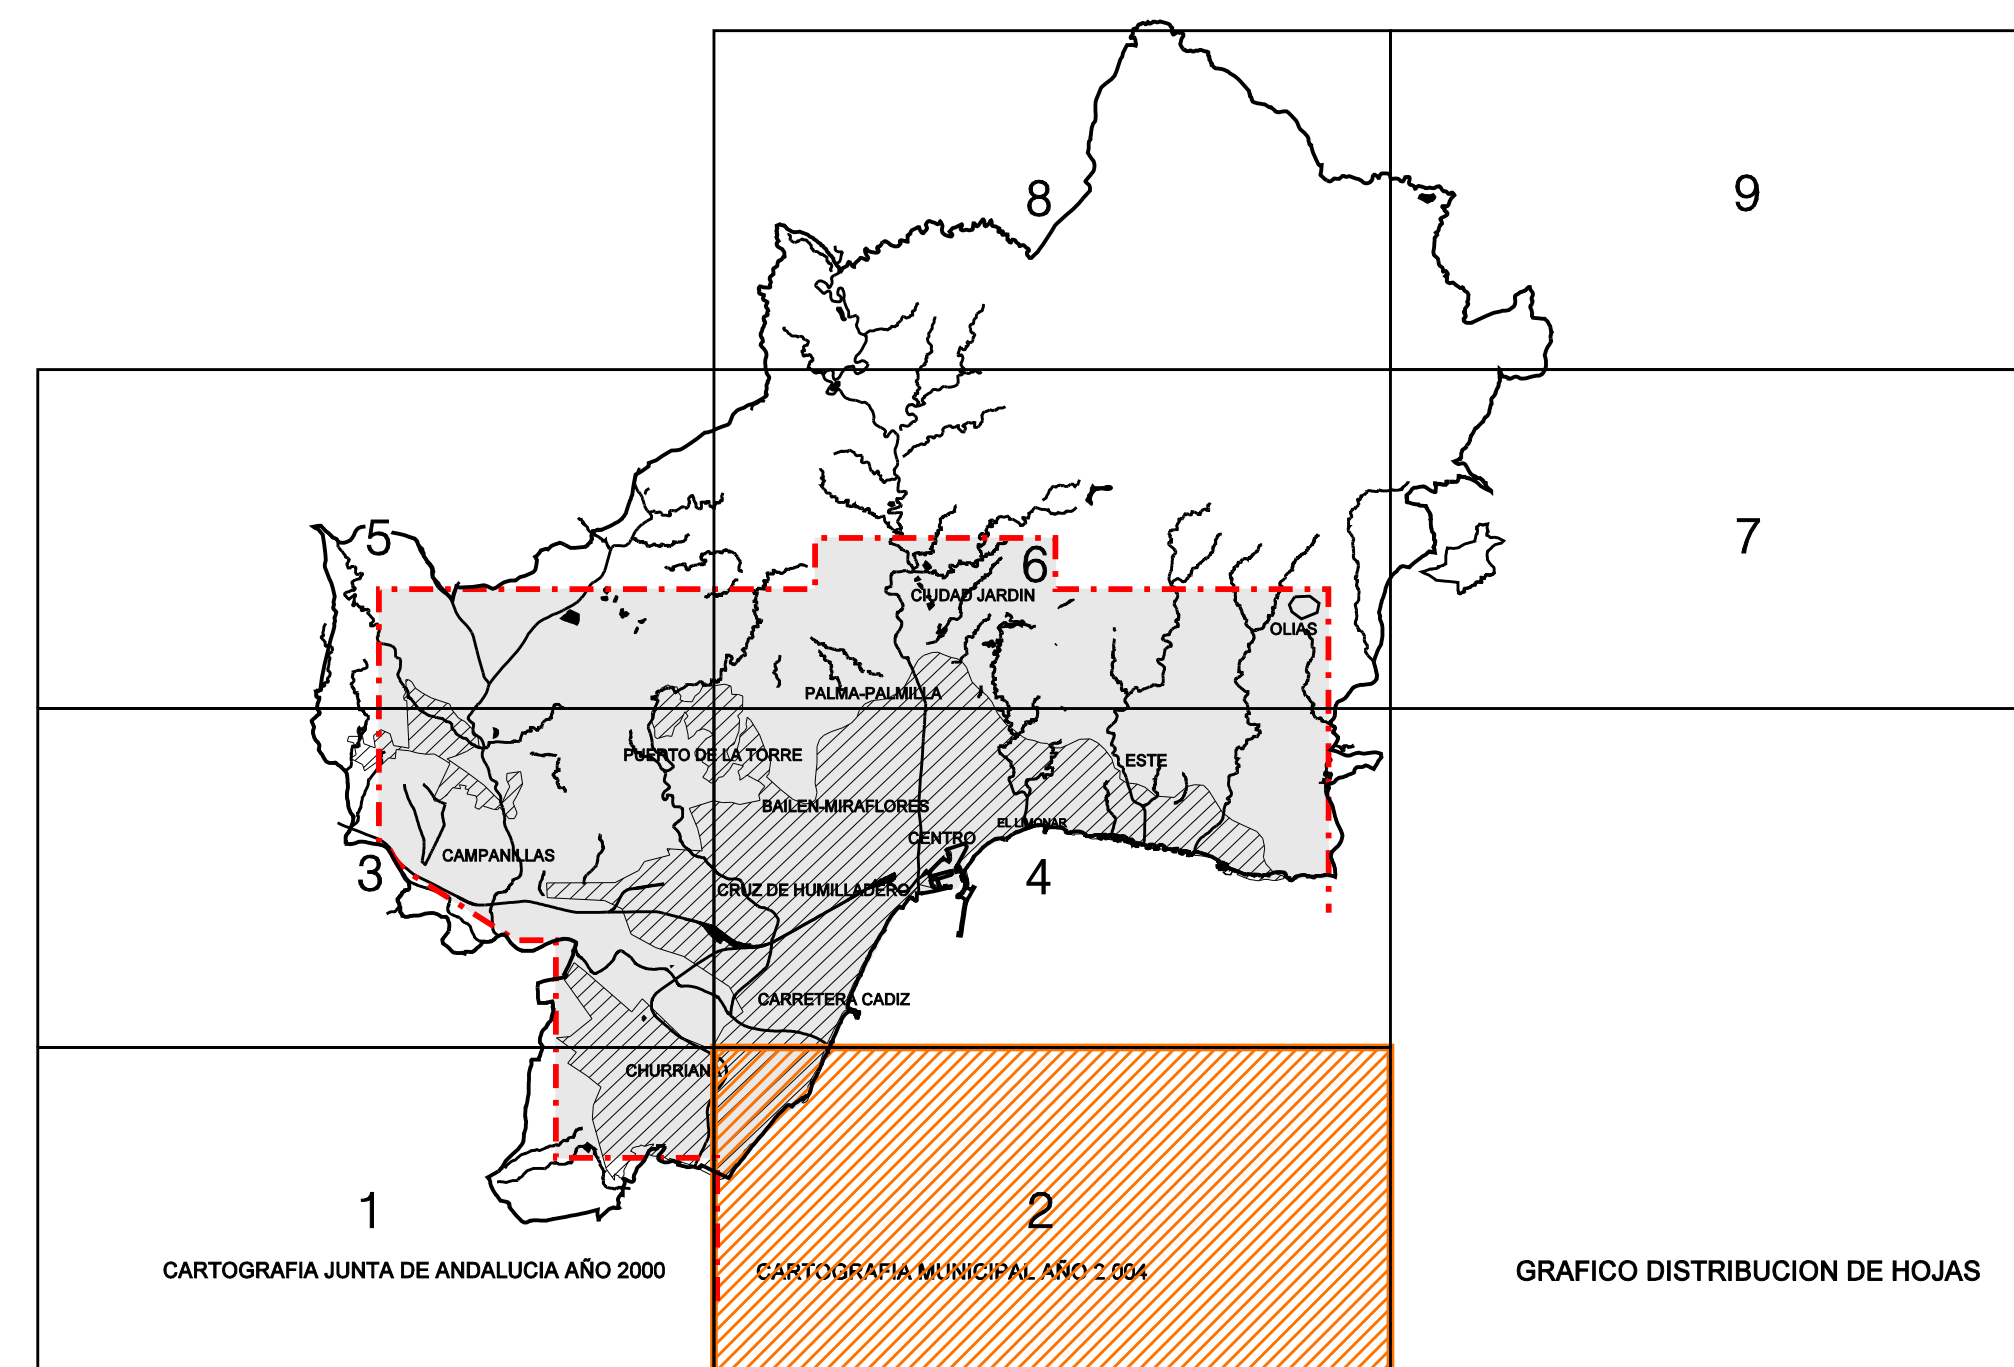 8
9
5
6
7
CIUDAD JARDIN
OLIAS
PALMA-PALMILLA
PUERTO DE LA TORRE
ESTE
BAILEN-MIRAFLORES
EL LIMONAR
CENTRO
CAMPANILLAS
3
4
CRUZ DE HUMILLADERO
CARRETERA CADIZ
CHURRIANA
1
2
CARTOGRAFIA JUNTA DE ANDALUCIA AÑO 2000
CARTOGRAFIA MUNICIPAL AÑO 2.004
GRAFICO DISTRIBUCION DE HOJAS